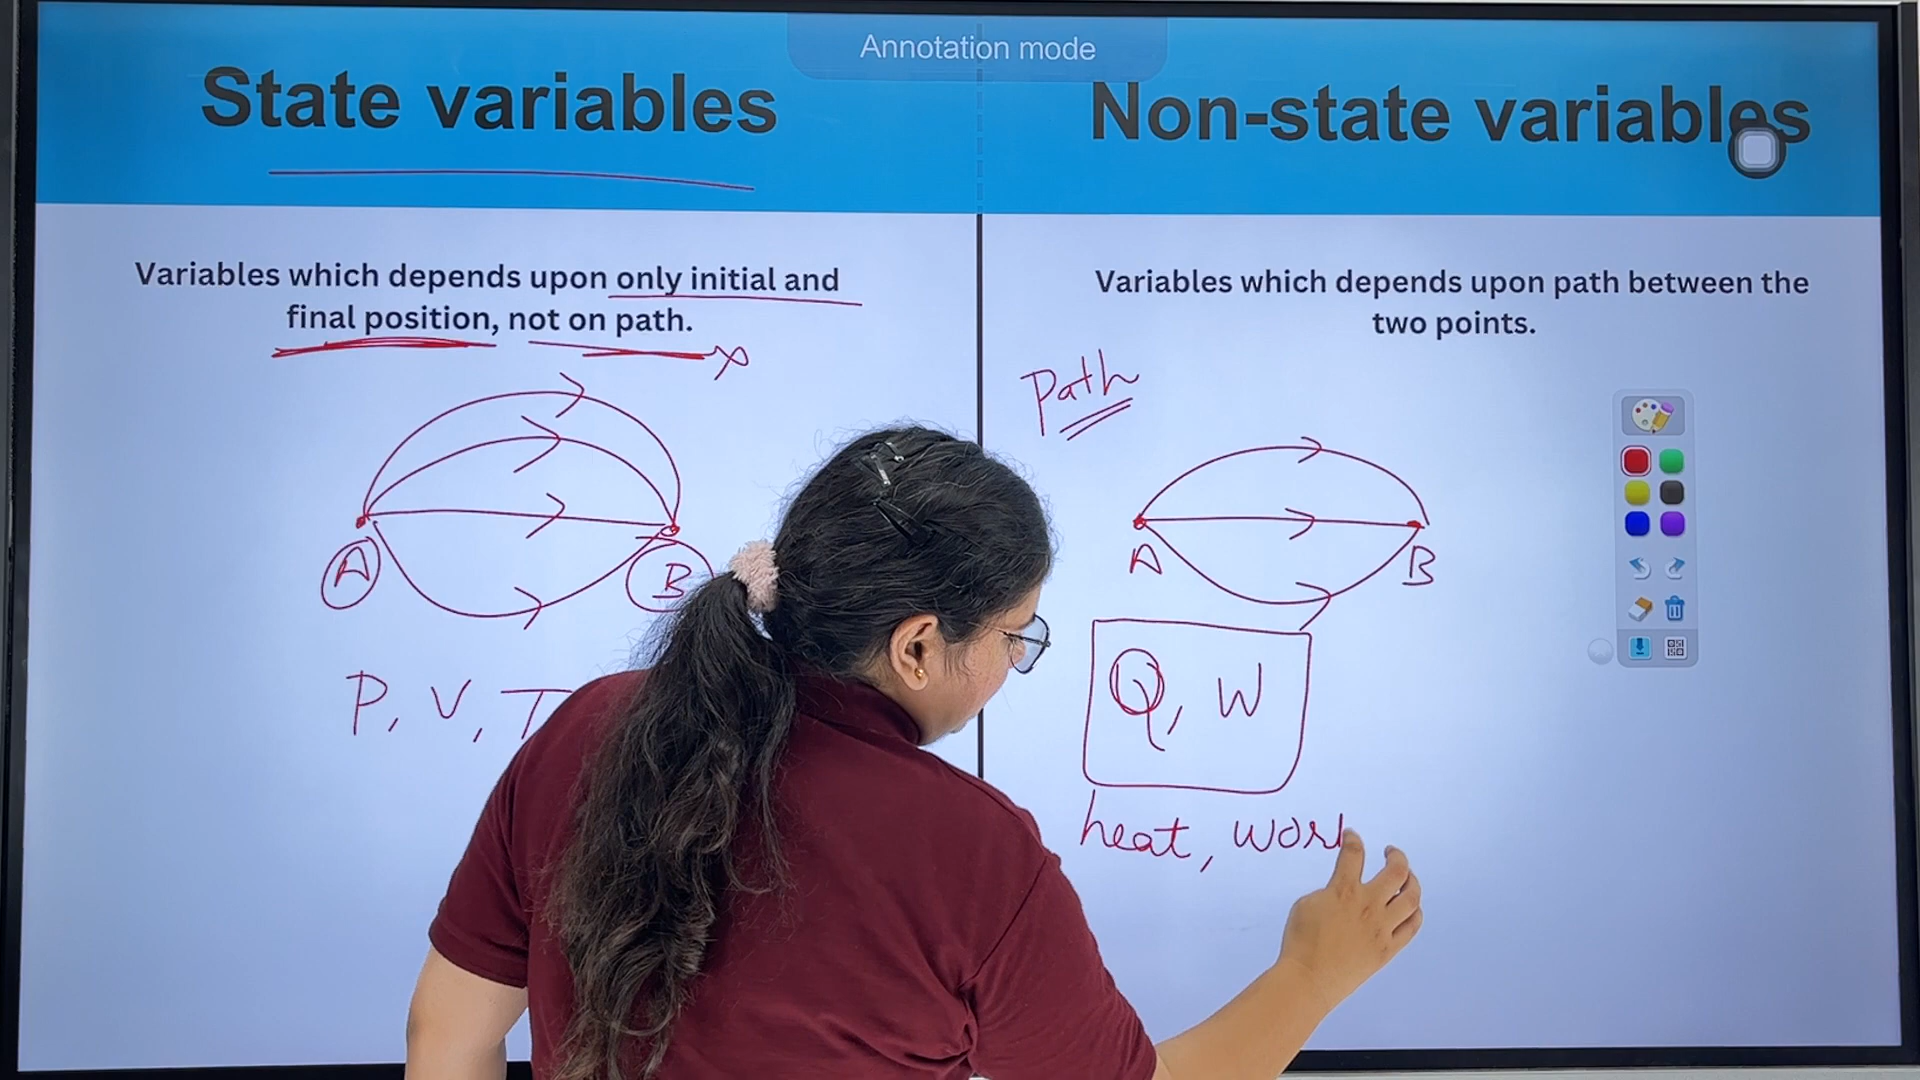 Annotation mode
State variables
Variables which depends upon only initial and
final position, not on path.
A B
P, V, T
Non-state variables
Variables which depends upon path between the
two points.
Path
A B
Q, W
heat, work